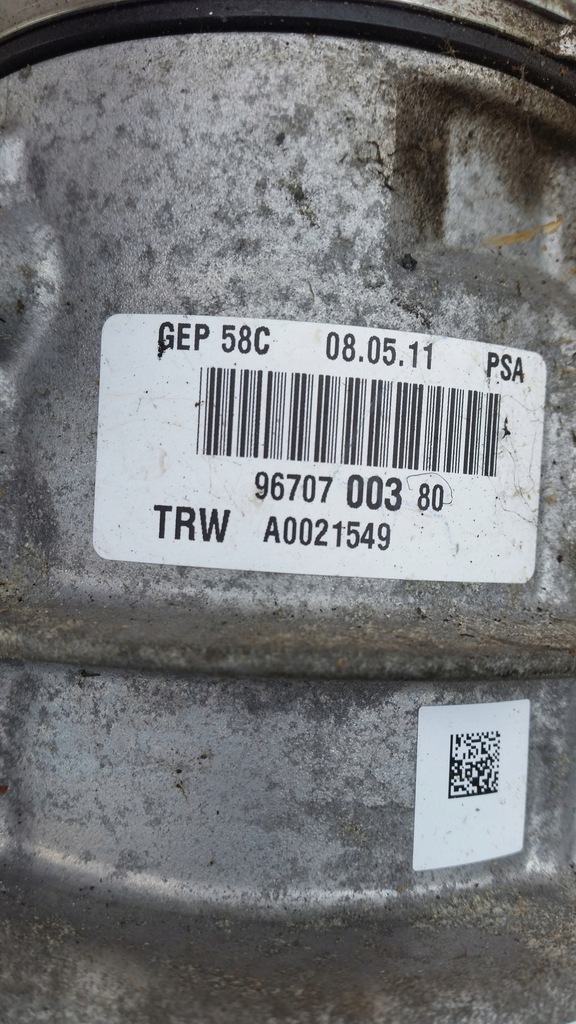 GEP 58C 08.05.11 PSA
96707 003 80
TRW A0021549